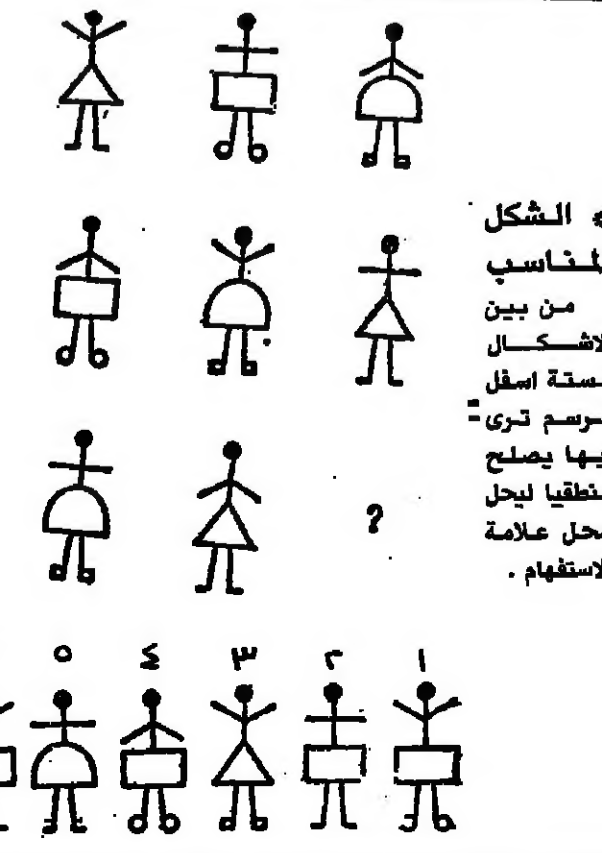 الشكل
المناسب
من بين
الاشكال
الستة اسفل
الرسم ترى
ايها يصلح
منطقيا ليحل
محل علامة
الاستفهام .
?
٥ ٤ ٣ ٢ ١